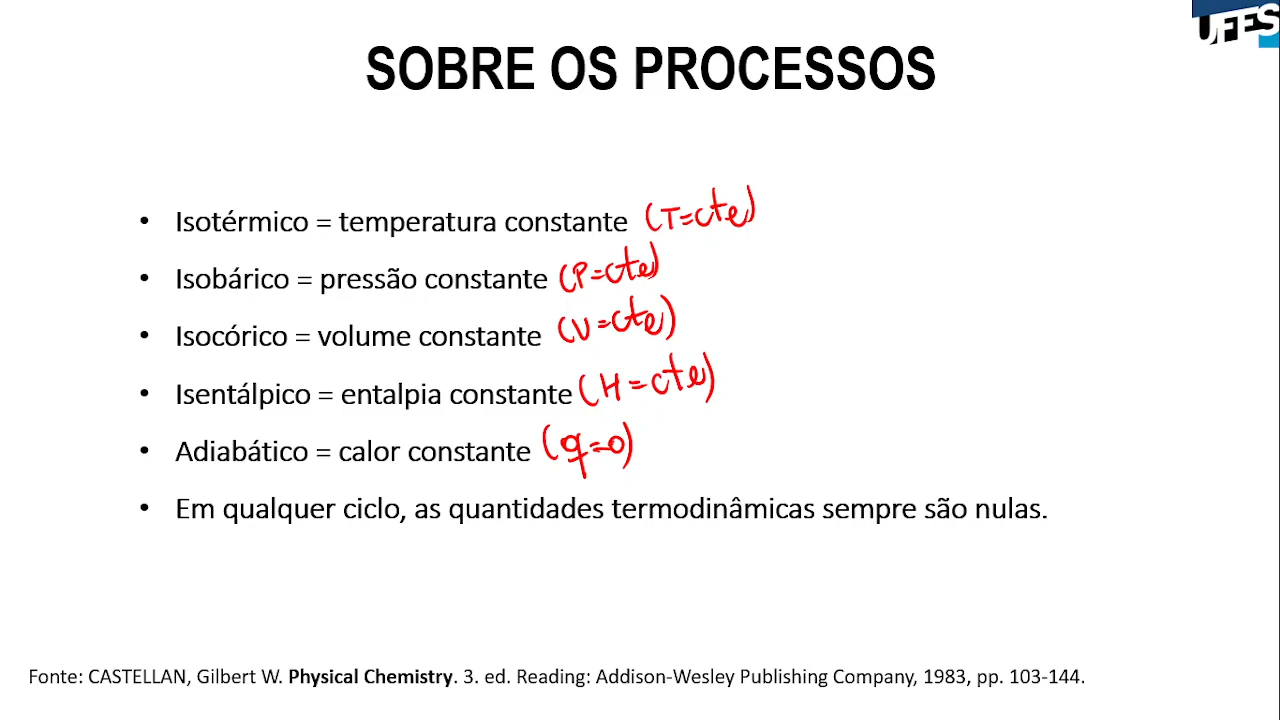 UFES
SOBRE OS PROCESSOS
• Isotérmico = temperatura constante (T=cte)
• Isobárico = pressão constante (P=cte)
• Isocórico = volume constante (V=cte)
• Isentálpico = entalpia constante (H=cte)
• Adiabático = calor constante (q=0)
• Em qualquer ciclo, as quantidades termodinâmicas sempre são nulas.
Fonte: CASTELLAN, Gilbert W. Physical Chemistry. 3. ed. Reading: Addison-Wesley Publishing Company, 1983, pp. 103-144.